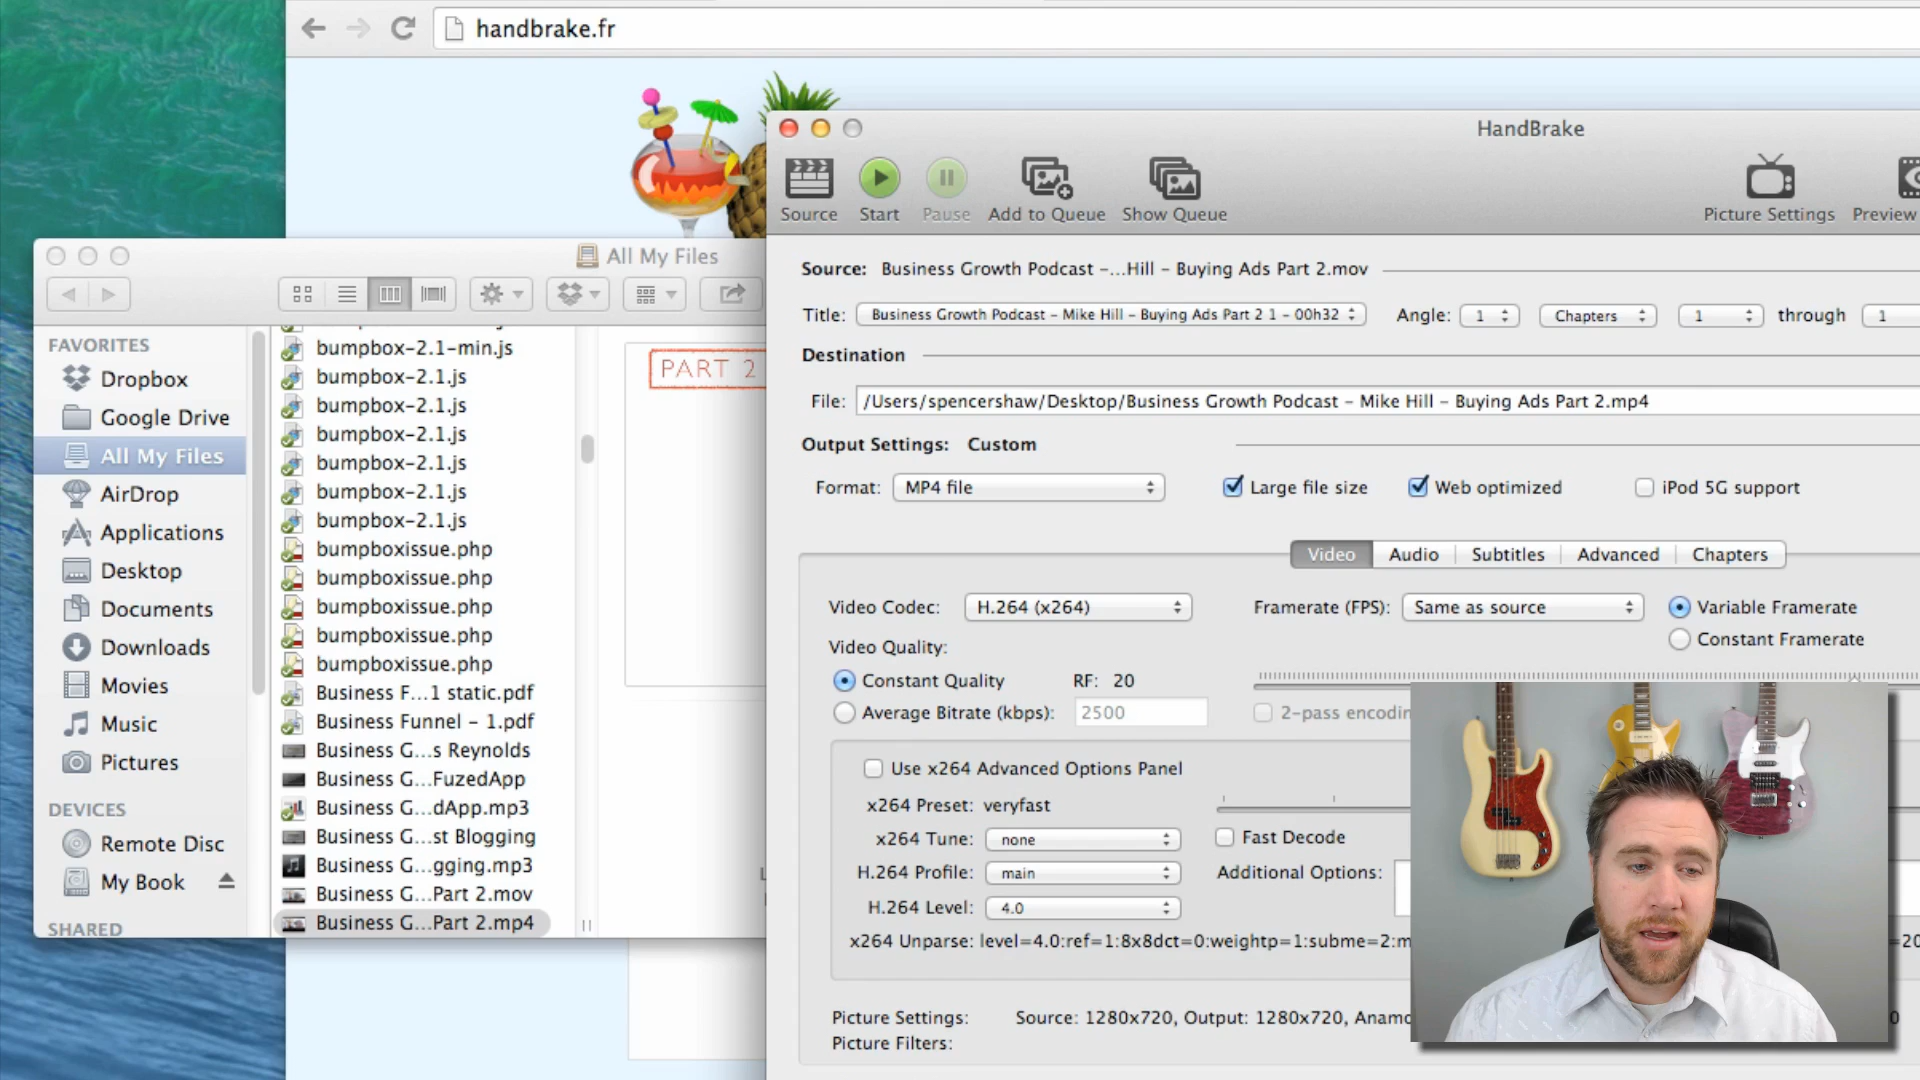 handbrake.fr
HandBrake
Source
Start
Pause
Add to Queue
Show Queue
Picture Settings
Preview
Source: Business Growth Podcast -...Hill - Buying Ads Part 2.mov
Title: Business Growth Podcast - Mike Hill - Buying Ads Part 2 1 - 00h32
Angle: 1
Chapters
1
through
1
Destination
File: /Users/spencershaw/Desktop/Business Growth Podcast - Mike Hill - Buying Ads Part 2.mp4
Output Settings: Custom
Format: MP4 file
Large file size
Web optimized
iPod 5G support
Video
Audio
Subtitles
Advanced
Chapters
Video Codec: H.264 (x264)
Framerate (FPS): Same as source
Variable Framerate
Constant Framerate
Video Quality:
Constant Quality
RF: 20
Average Bitrate (kbps): 2500
2-pass encodin
Use x264 Advanced Options Panel
x264 Preset: veryfast
x264 Tune: none
Fast Decode
H.264 Profile: main
Additional Options:
H.264 Level: 4.0
x264 Unparse: level=4.0:ref=1:8x8dct=0:weightp=1:subme=2:m
=20
Picture Settings: Source: 1280x720, Output: 1280x720, Anamo
0
Picture Filters:
All My Files
FAVORITES
Dropbox
Google Drive
All My Files
AirDrop
Applications
Desktop
Documents
Downloads
Movies
Music
Pictures
DEVICES
Remote Disc
My Book
SHARED
bumpbox-2.1-min.js
bumpbox-2.1.js
bumpbox-2.1.js
bumpbox-2.1.js
bumpbox-2.1.js
bumpbox-2.1.js
bumpbox-2.1.js
bumpboxissue.php
bumpboxissue.php
bumpboxissue.php
bumpboxissue.php
bumpboxissue.php
Business F...1 static.pdf
Business Funnel - 1.pdf
Business G...s Reynolds
Business G...FuzedApp
Business G...dApp.mp3
Business G...st Blogging
Business G...gging.mp3
Business G...Part 2.mov
Business G...Part 2.mp4
PART 2